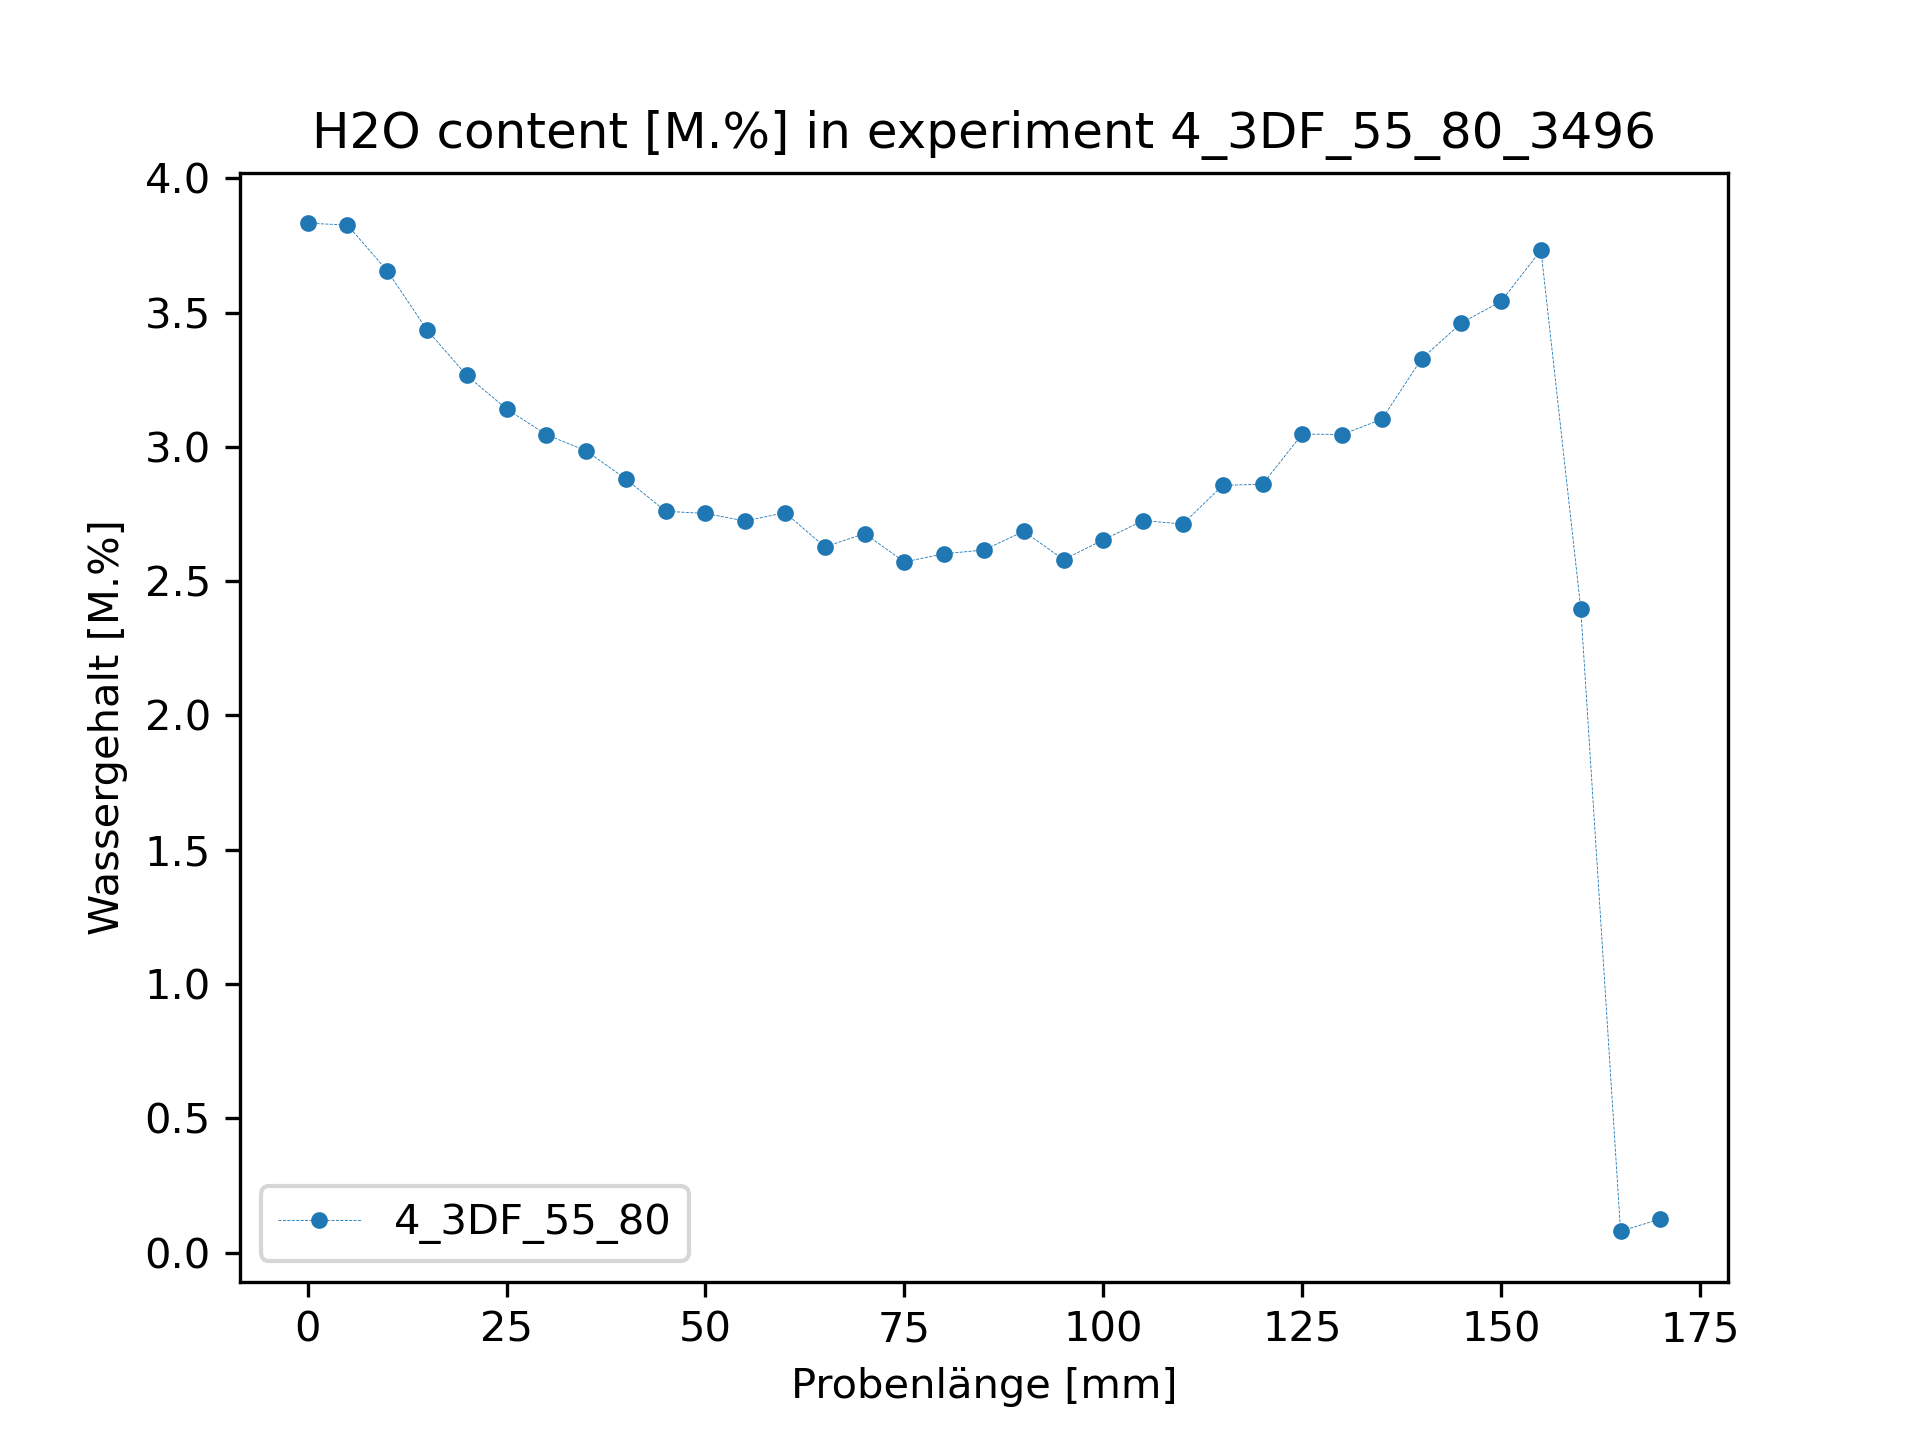 H2O content [M.%] in experiment 4_3DF_55_80_3496
4.0
3.5
3.0
2.5
2.0
1.5
1.0
0.5
0.0
Wassergehalt [M.%]
4_3DF_55_80
0 25 50 75 100 125 150 175
Probenlänge [mm]